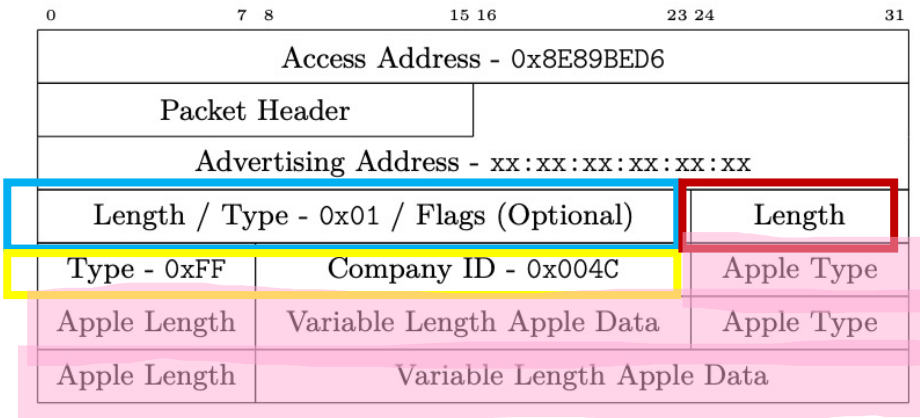 0 7 8 15 16 23 24 31
Access Address - 0x8E89BED6
Packet Header
Advertising Address - xx:xx:xx:xx:xx:xx
Length / Type - 0x01 / Flags (Optional) Length
Type - 0xFF Company ID - 0x004C Apple Type
Apple Length Variable Length Apple Data Apple Type
Apple Length Variable Length Apple Data